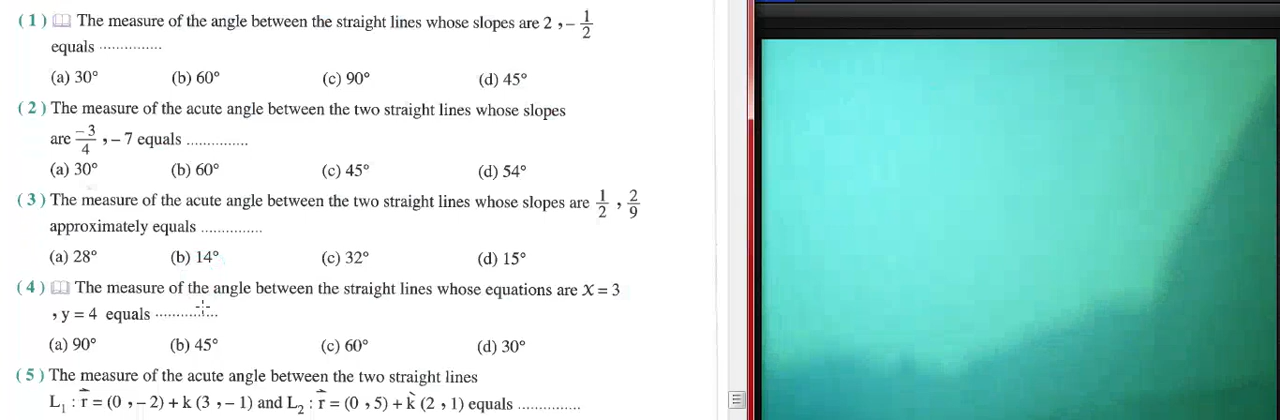 ( 1 ) The measure of the angle between the straight lines whose slopes are 2 , – 1/2
equals ...............
(a) 30° (b) 60° (c) 90° (d) 45°
( 2 ) The measure of the acute angle between the two straight lines whose slopes
are –3/4 , – 7 equals ...............
(a) 30° (b) 60° (c) 45° (d) 54°
( 3 ) The measure of the acute angle between the two straight lines whose slopes are 1/2 , 2/9
approximately equals ...............
(a) 28° (b) 14° (c) 32° (d) 15°
( 4 ) The measure of the angle between the straight lines whose equations are X = 3
, y = 4 equals ...............
(a) 90° (b) 45° (c) 60° (d) 30°
( 5 ) The measure of the acute angle between the two straight lines
L₁ : r⃗ = (0 , – 2) + k (3 , – 1) and L₂ : r⃗ = (0 , 5) + k̀ (2 , 1) equals ...............